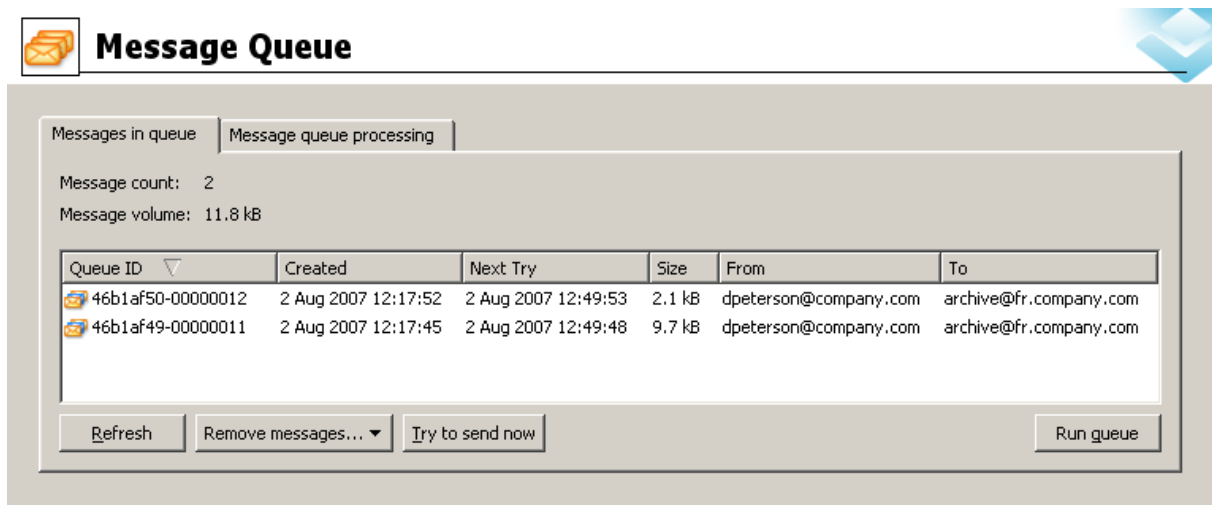 Message Queue
Messages in queue Message queue processing
Message count: 2
Message volume: 11.8 kB
Queue ID Created Next Try Size From To
46b1af50-00000012 2 Aug 2007 12:17:52 2 Aug 2007 12:49:53 2.1 kB dpeterson@company.com archive@fr.company.com
46b1af49-00000011 2 Aug 2007 12:17:45 2 Aug 2007 12:49:48 9.7 kB dpeterson@company.com archive@fr.company.com
Refresh Remove messages... Try to send now Run queue